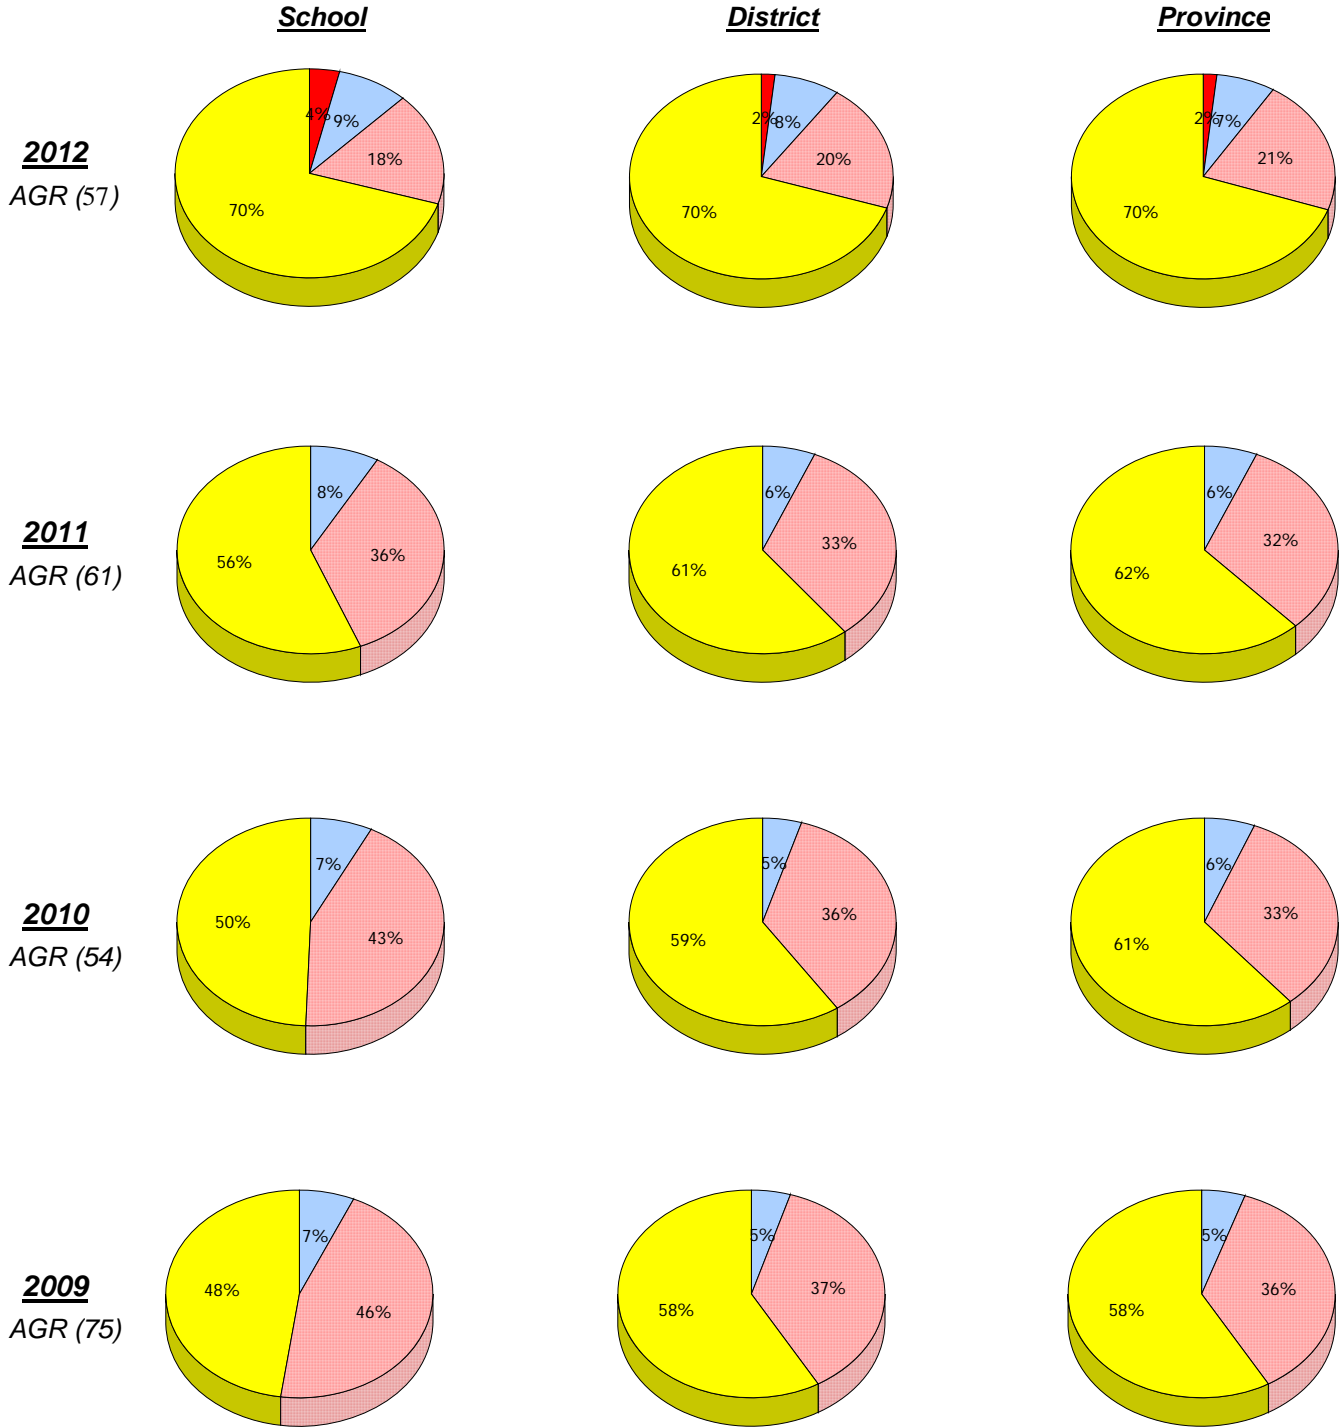 School District Province
4% 9% 18% 70%
2% 8% 20% 70%
2% 7% 21% 70%
2012
AGR (57)
8% 36% 56%
6% 33% 61%
6% 32% 62%
2011
AGR (61)
7% 43% 50%
5% 36% 59%
6% 33% 61%
2010
AGR (54)
7% 46% 48%
5% 37% 58%
5% 36% 58%
2009
AGR (75)